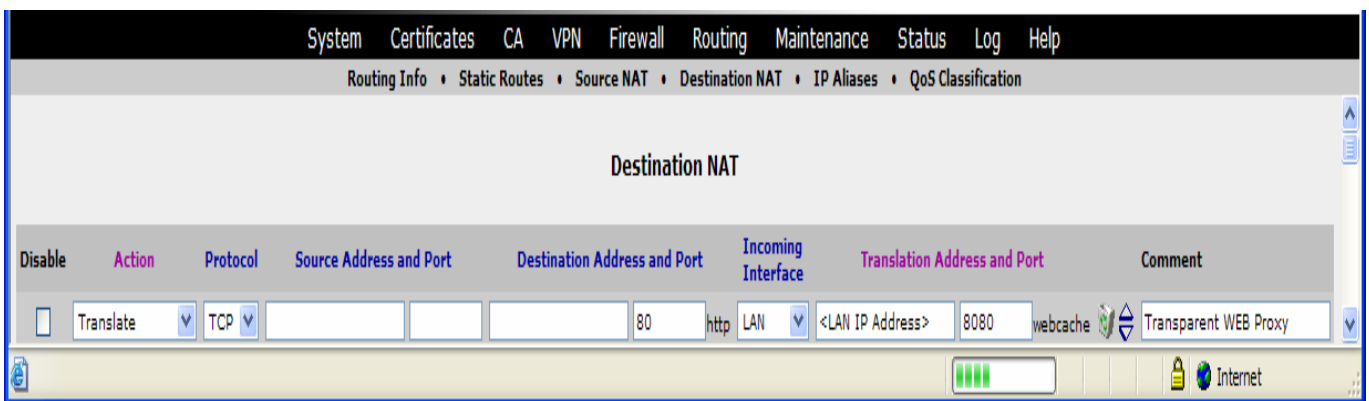 System Certificates CA VPN Firewall Routing Maintenance Status Log Help
Routing Info • Static Routes • Source NAT • Destination NAT • IP Aliases • QoS Classification
Destination NAT
Disable Action Protocol Source Address and Port Destination Address and Port Incoming Interface Translation Address and Port Comment
Translate TCP 80 http LAN <LAN IP Address> 8080 webcache Transparent WEB Proxy
Internet